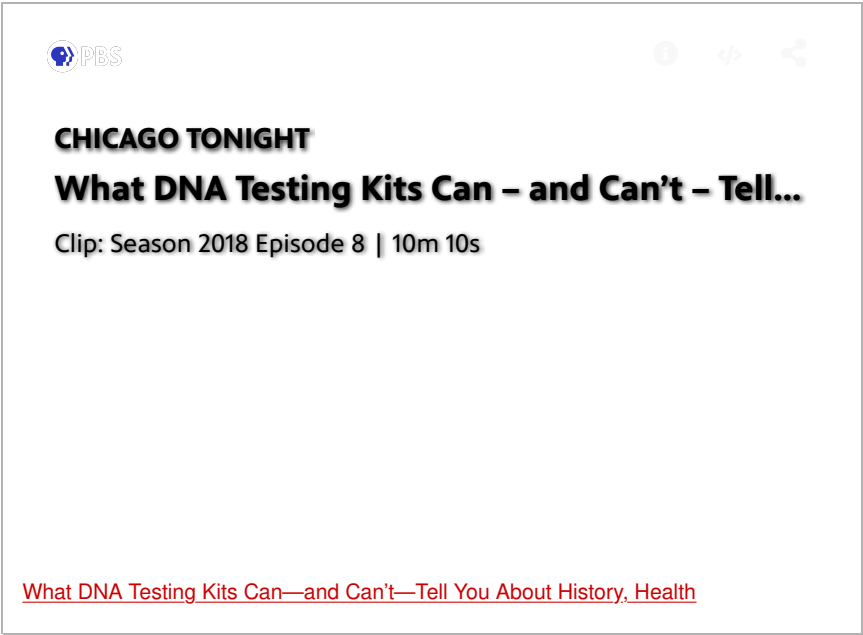 PBS
CHICAGO TONIGHT
What DNA Testing Kits Can – and Can’t – Tell...
Clip: Season 2018 Episode 8 | 10m 10s
What DNA Testing Kits Can—and Can’t—Tell You About History, Health